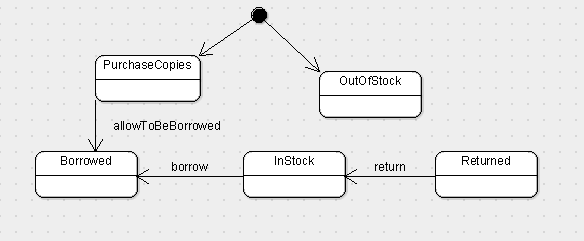 PurchaseCopies
OutOfStock
allowToBeBorrowed
Borrowed
borrow
InStock
return
Returned